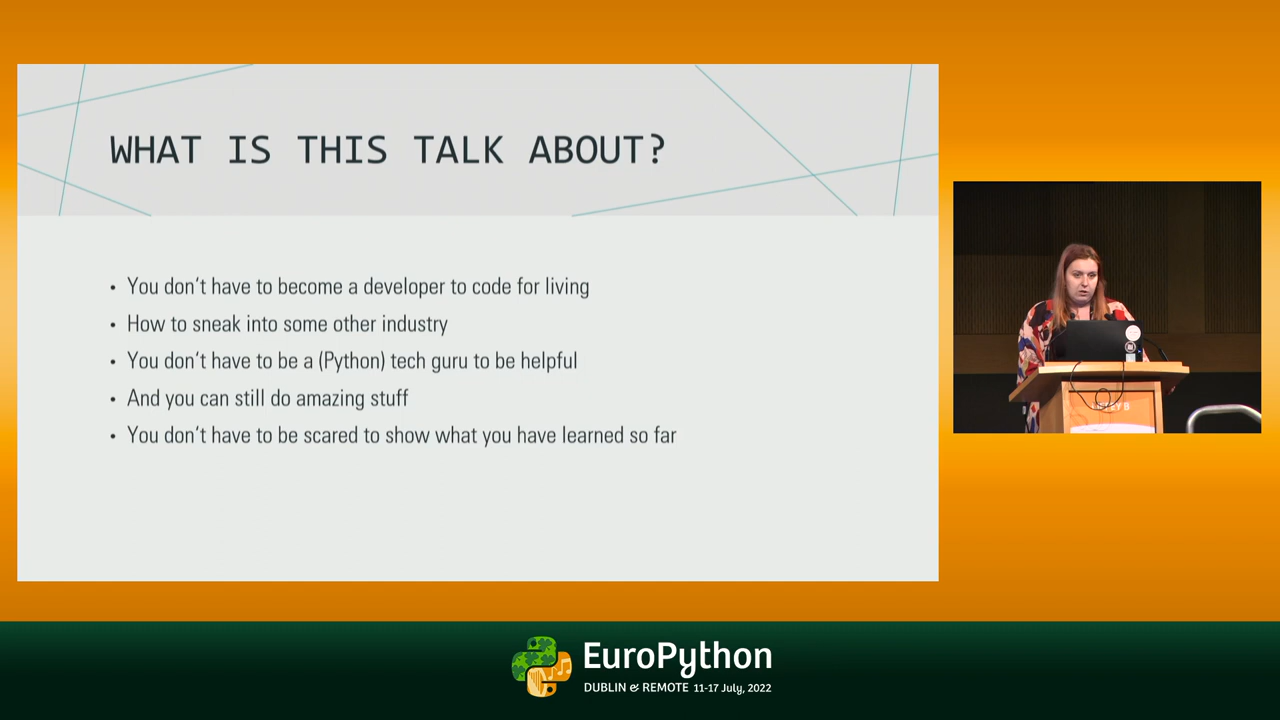 WHAT IS THIS TALK ABOUT?
• You don't have to become a developer to code for living
• How to sneak into some other industry
• You don't have to be a (Python) tech guru to be helpful
• And you can still do amazing stuff
• You don't have to be scared to show what you have learned so far
EuroPython
DUBLIN & REMOTE 11-17 July, 2022